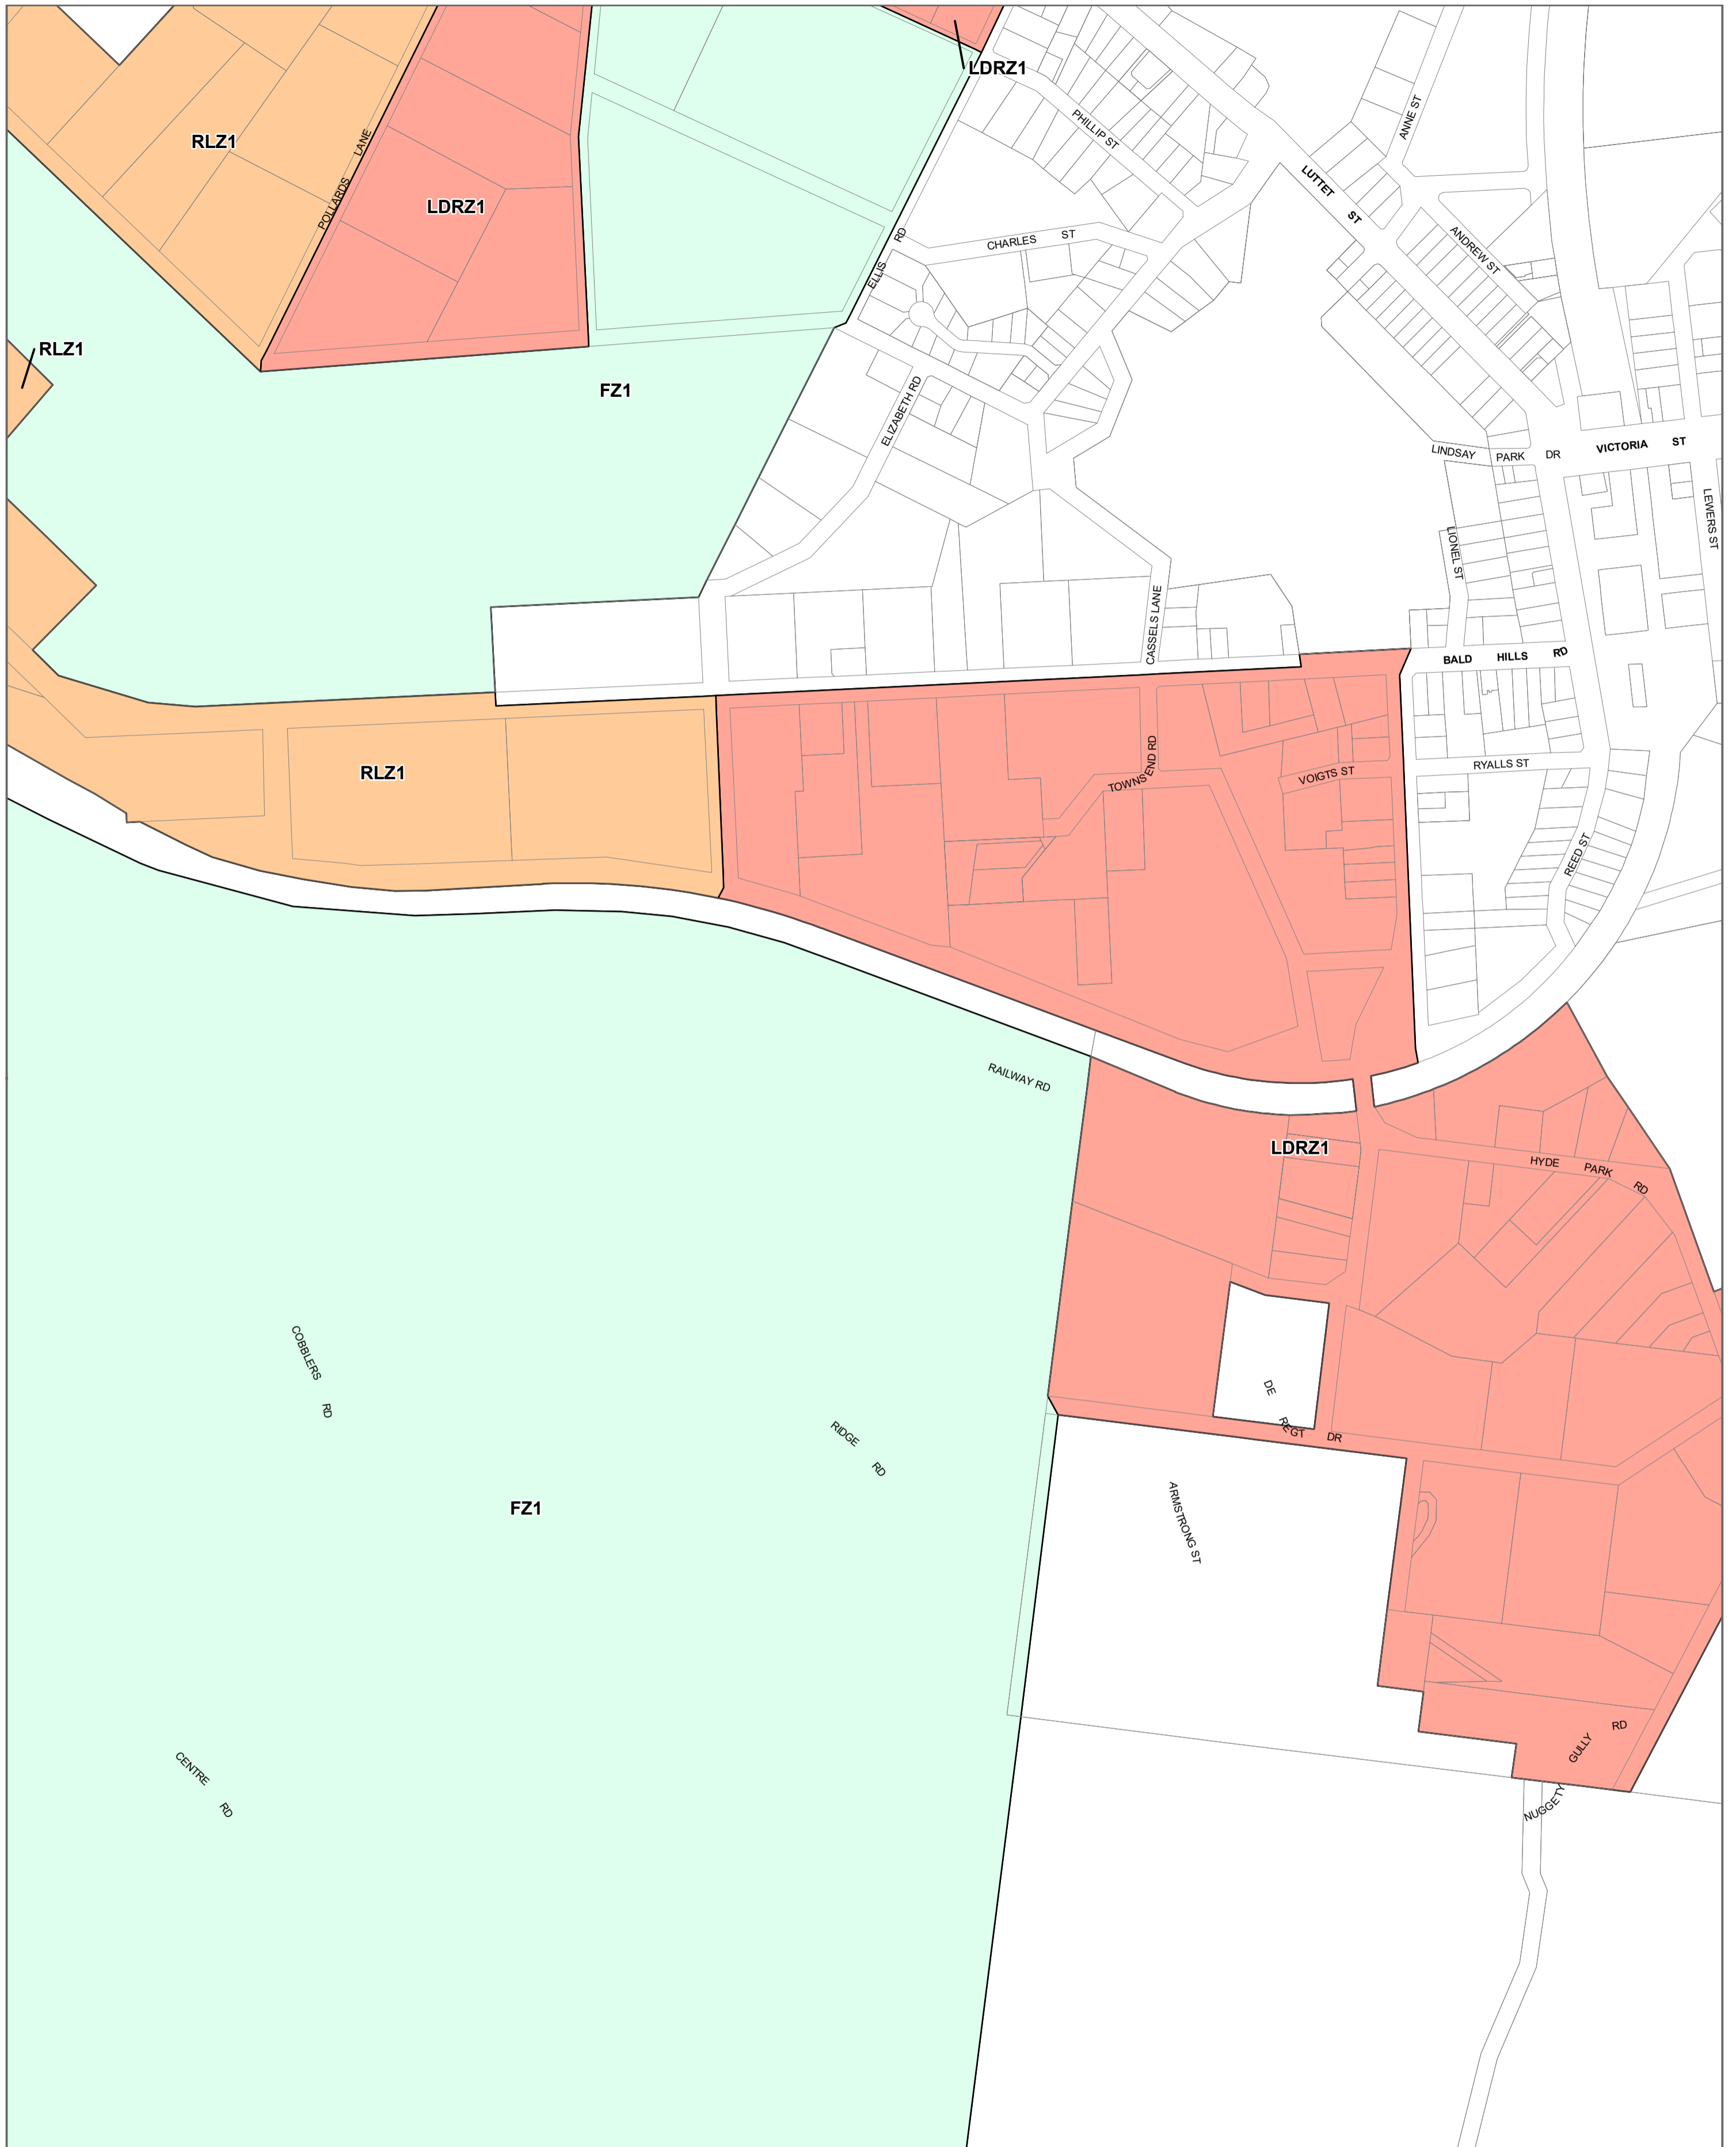 LDRZ1
PHILLIP ST
ANNE ST
RLZ1
POLLARDS LANE
LDRZ1
LUTTET ST
CHARLES ST
ELLIS RD
ANDREW ST
RLZ1
FZ1
ELIZABETH RD
LINDSAY PARK DR
VICTORIA ST
LEWERS ST
LIONEL ST
CASSELS LANE
BALD HILLS RD
RLZ1
TOWNS END RD
VOIGTS ST
RYALLS ST
REED ST
RAILWAY RD
LDRZ1
HYDE PARK RD
COBBLERS RD
RIDGE RD
DE REGT DR
FZ1
ARMSTRONG ST
CENTRE RD
NUGGETY GULLY RD